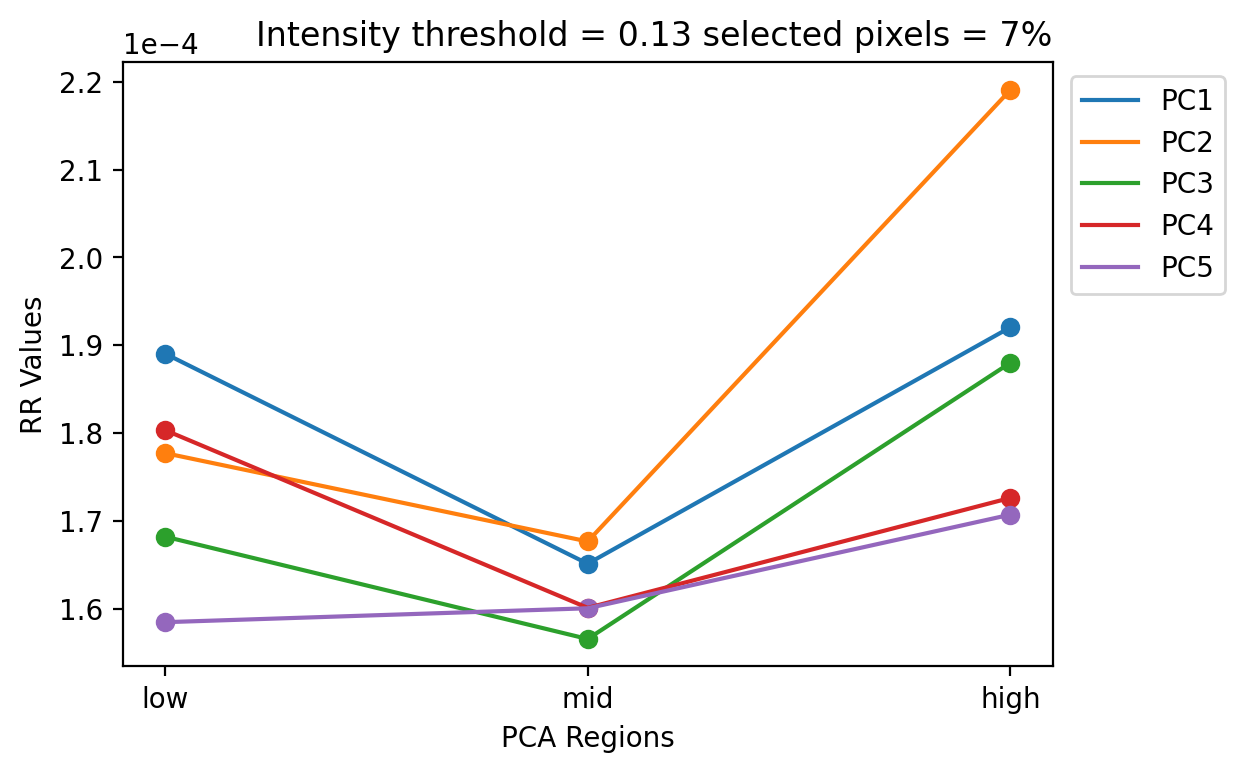 Intensity threshold = 0.13 selected pixels = 7%
1e−4
2.2
2.1
2.0
1.9
1.8
1.7
1.6
RR Values
low
mid
high
PCA Regions
PC1
PC2
PC3
PC4
PC5